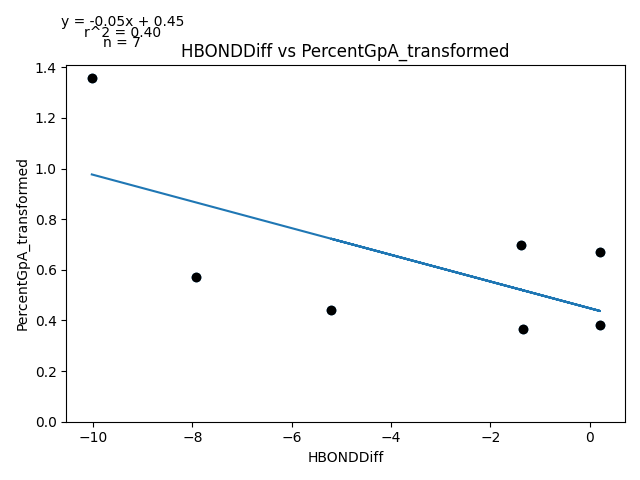 y = -0.05x + 0.45
r^2 = 0.40
n = 7
HBONDDiff vs PercentGpA_transformed
PercentGpA_transformed
1.4
1.2
1.0
0.8
0.6
0.4
0.2
0.0
−10
−8
−6
−4
−2
0
HBONDDiff